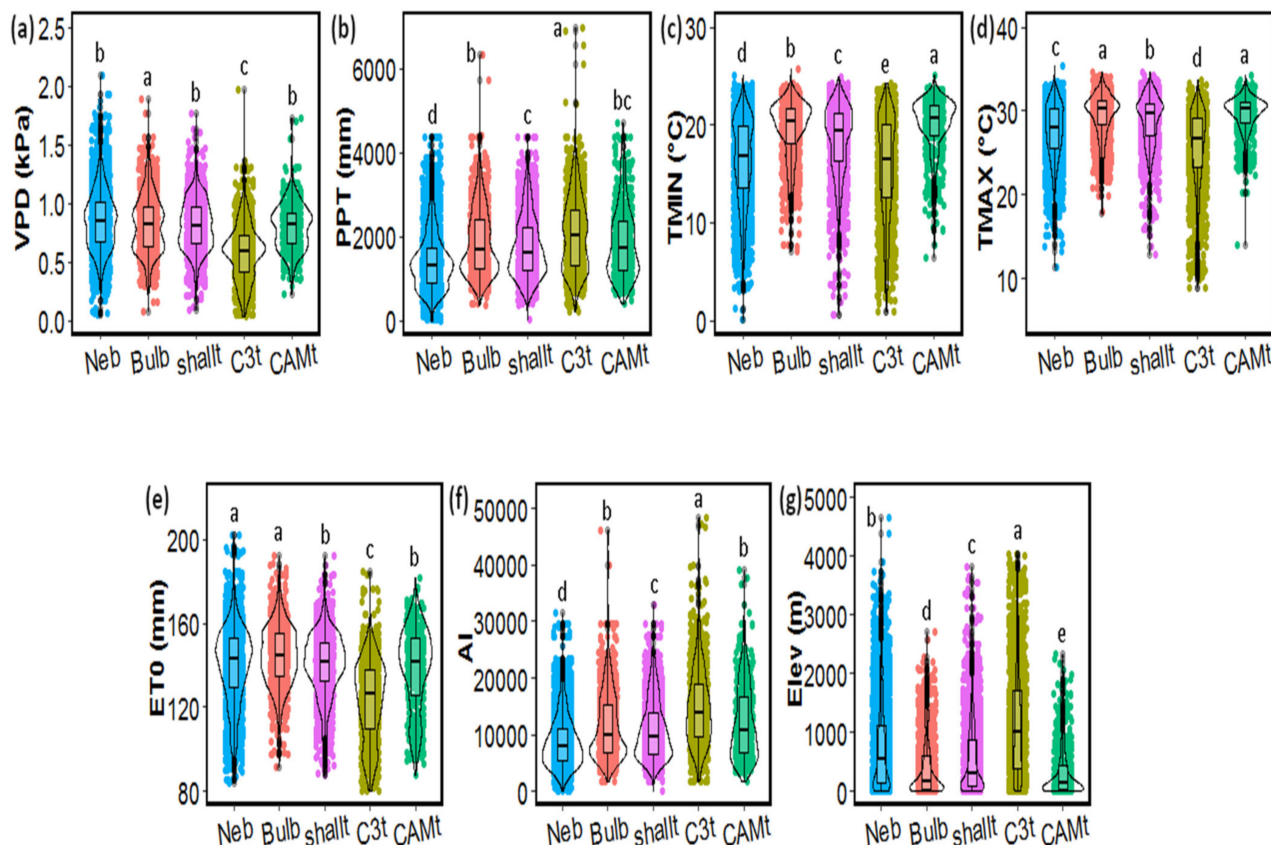 (a)
VPD (kPa)
2.5
2.0
1.5
1.0
0.5
0.0
b
a
b
c
b
Neb Bulb shallt C3t CAMt
(b)
PPT (mm)
6000
4000
2000
0
d
b
c
a
bc
Neb Bulb shallt C3t CAMt
(c)
TMIN (°C)
30
20
10
0
d
b
c
e
a
Neb Bulb shallt C3t CAMt
(d)
TMAX (°C)
40
30
20
10
c
a
b
d
a
Neb Bulb shallt C3t CAMt
(e)
ET0 (mm)
200
160
120
80
a
a
b
c
b
Neb Bulb shallt C3t CAMt
(f)
AI
50000
40000
30000
20000
10000
0
d
b
c
a
b
Neb Bulb shallt C3t CAMt
(g)
Elev (m)
5000
4000
3000
2000
1000
0
b
d
c
a
e
Neb Bulb shallt C3t CAMt